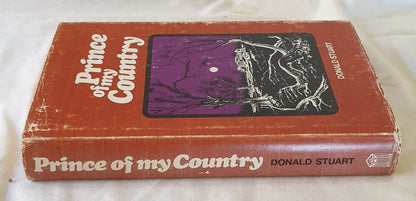 Prince
of my
Country
DONALD STUART
Prince of my Country DONALD STUART